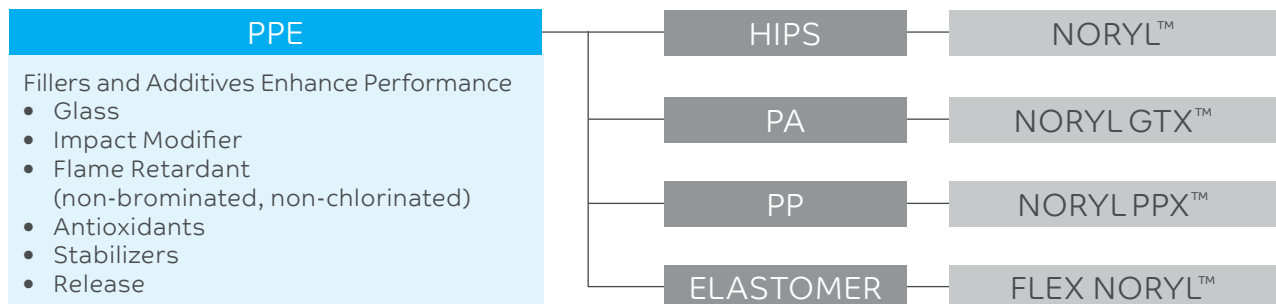 PPE
Fillers and Additives Enhance Performance
• Glass
• Impact Modifier
• Flame Retardant
(non-brominated, non-chlorinated)
• Antioxidants
• Stabilizers
• Release
HIPS
NORYL™
PA
NORYL GTX™
PP
NORYL PPX™
ELASTOMER
FLEX NORYL™